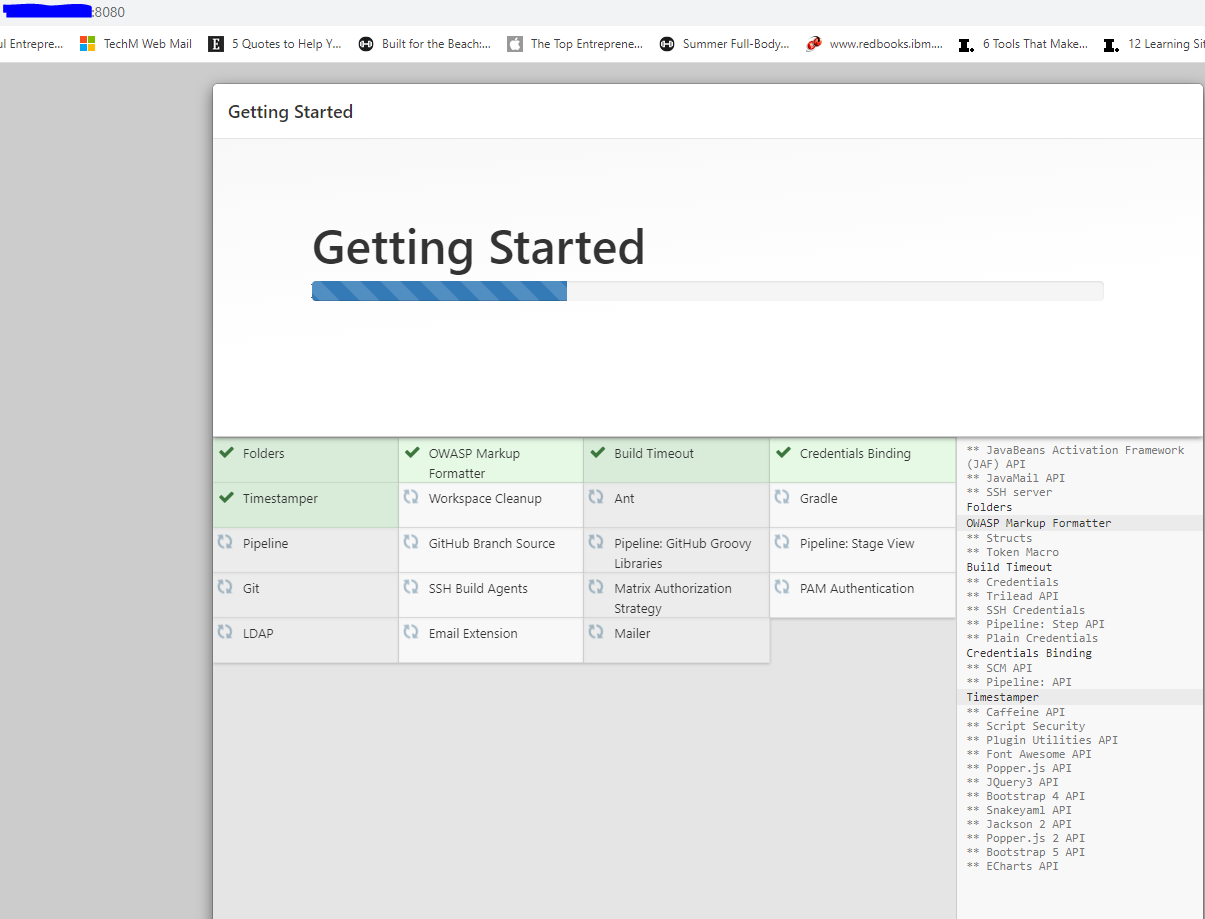 :8080
ul Entrepre... TechM Web Mail E 5 Quotes to Help Y... Built for the Beach:... The Top Entreprene... Summer Full-Body... www.redbooks.ibm.... I. 6 Tools That Make... I. 12 Learning Sit
Getting Started
Getting Started
Folders
OWASP Markup
Formatter
Build Timeout
Credentials Binding
Timestamper
Workspace Cleanup
Ant
Gradle
Pipeline
GitHub Branch Source
Pipeline: GitHub Groovy
Libraries
Pipeline: Stage View
Git
SSH Build Agents
Matrix Authorization
Strategy
PAM Authentication
LDAP
Email Extension
Mailer
** JavaBeans Activation Framework
(JAF) API
** JavaMail API
** SSH server
Folders
OWASP Markup Formatter
** Structs
** Token Macro
Build Timeout
** Credentials
** Trilead API
** SSH Credentials
** Pipeline: Step API
** Plain Credentials
Credentials Binding
** SCM API
** Pipeline: API
Timestamper
** Caffeine API
** Script Security
** Plugin Utilities API
** Font Awesome API
** Popper.js API
** JQuery3 API
** Bootstrap 4 API
** Snakeyaml API
** Jackson 2 API
** Popper.js 2 API
** Bootstrap 5 API
** ECharts API